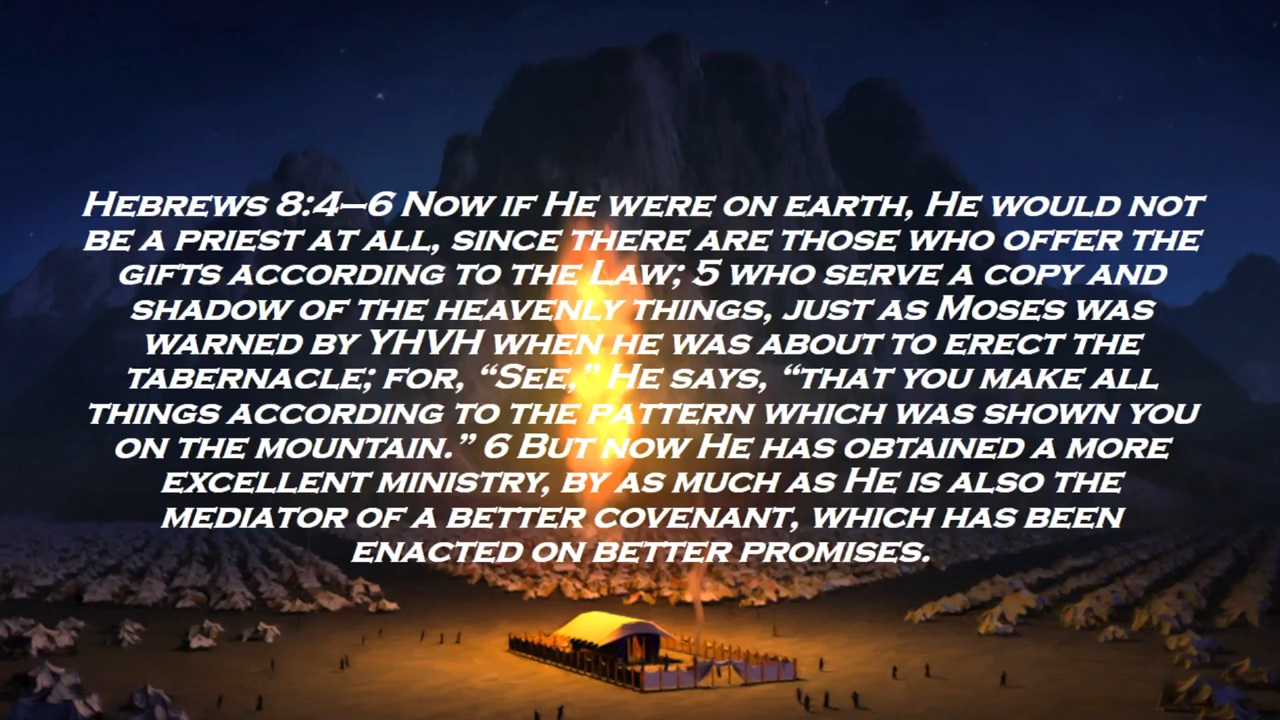 Hebrews 8:4–6 Now if He were on earth, He would not
be a priest at all, since there are those who offer the
gifts according to the Law; 5 who serve a copy and
shadow of the heavenly things, just as Moses was
warned by YHVH when he was about to erect the
tabernacle; for, “See,” He says, “that you make all
things according to the pattern which was shown you
on the mountain.” 6 But now He has obtained a more
excellent ministry, by as much as He is also the
mediator of a better covenant, which has been
enacted on better promises.